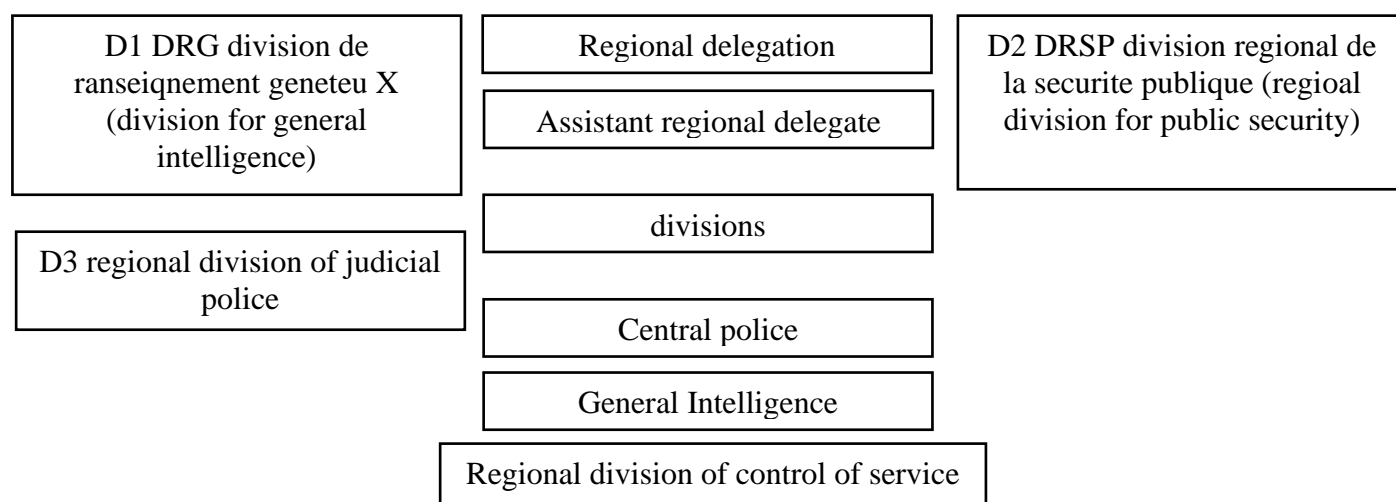 D1 DRG division de
ranseiqnement geneteu X
(division for general
intelligence)
Regional delegation
Assistant regional delegate
D2 DRSP division regional de
la securite publique (regioal
division for public security)
divisions
D3 regional division of judicial
police
Central police
General Intelligence
Regional division of control of service